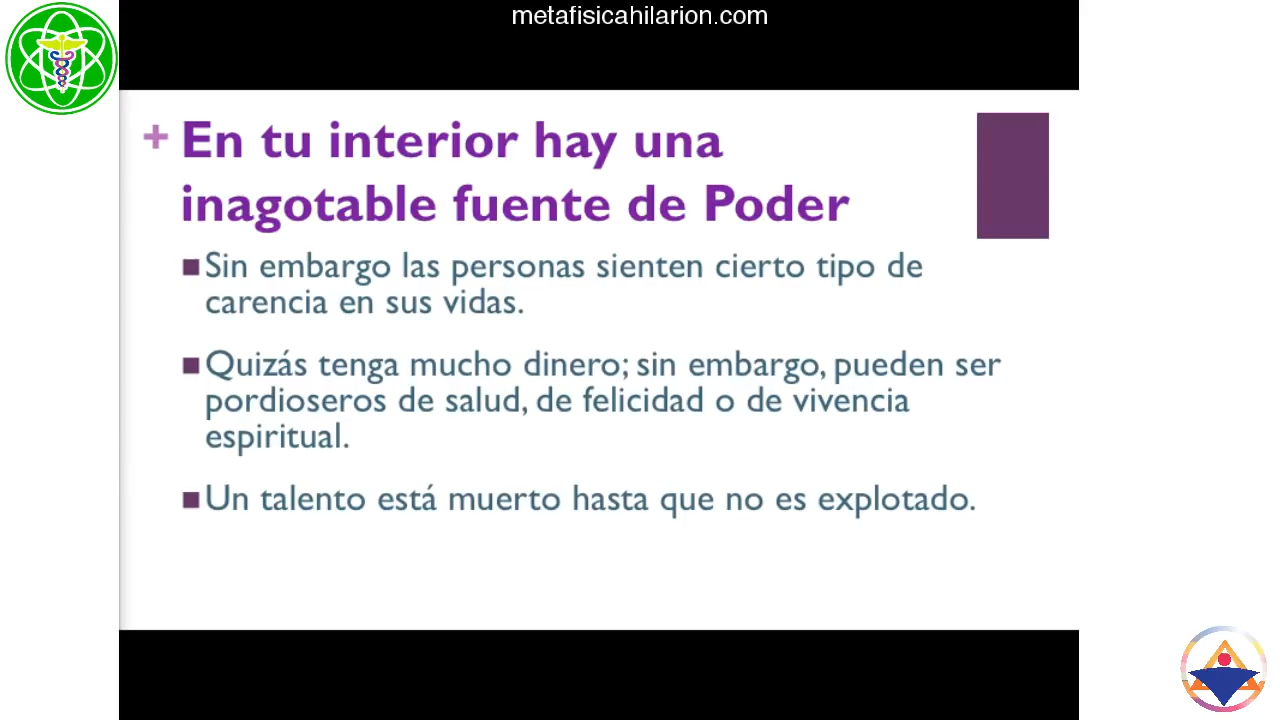 metafisicahilarion.com
+ En tu interior hay una
inagotable fuente de Poder
Sin embargo las personas sienten cierto tipo de
carencia en sus vidas.
Quizás tenga mucho dinero; sin embargo, pueden ser
pordioseros de salud, de felicidad o de vivencia
espiritual.
Un talento está muerto hasta que no es explotado.